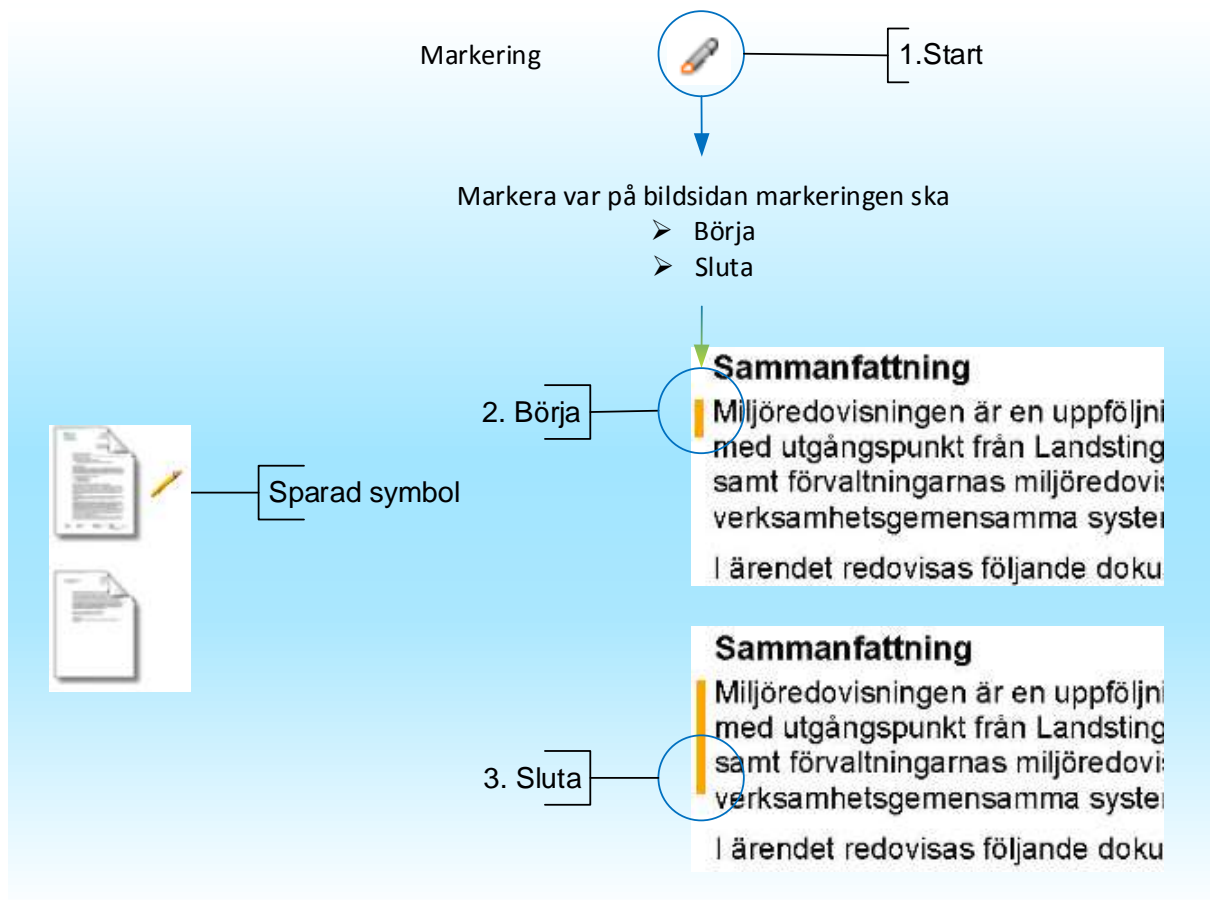 Markering
1.Start
Markera var på bildsidan markeringen ska
➢ Börja
➢ Sluta
2. Börja
Sammanfattning
Miljöredovisningen är en uppföljni
med utgångspunkt från Landsting
samt förvaltningarnas miljöredovis
verksamhetsgemensamma syster
I ärendet redovisas följande doku
Sparad symbol
3. Sluta
Sammanfattning
Miljöredovisningen är en uppföljni
med utgångspunkt från Landsting
samt förvaltningarnas miljöredovis
verksamhetsgemensamma syster
I ärendet redovisas följande doku